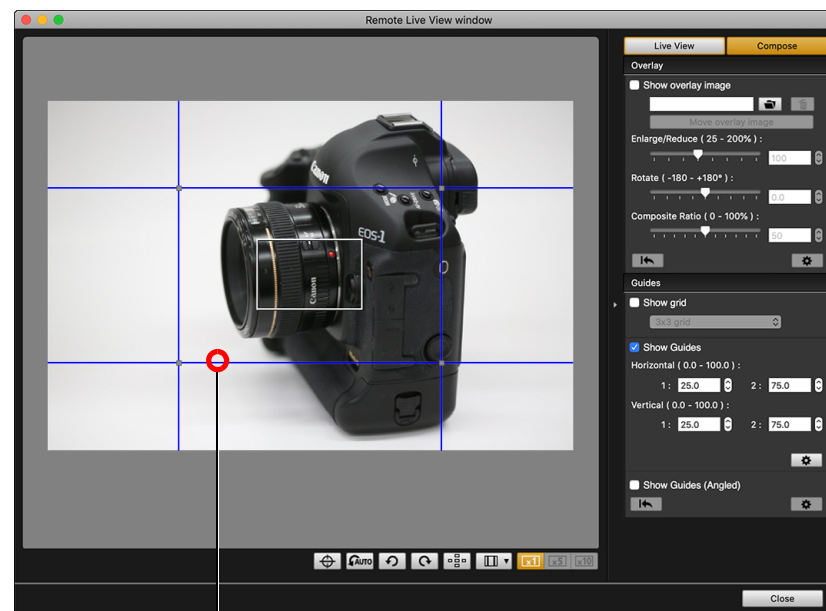 Remote Live View window
Live View
Compose
Overlay
Show overlay image
Move overlay image
Enlarge/Reduce ( 25 - 200% ) :
100
Rotate ( -180 - +180° ) :
0.0
Composite Ratio ( 0 - 100% ) :
50
Guides
Show grid
3x3 grid
Show Guides
Horizontal ( 0.0 - 100.0 ) :
1 : 25.0 2 : 75.0
Vertical ( 0.0 - 100.0 ) :
1 : 25.0 2 : 75.0
Show Guides (Angled)
Canon
EOS-1
Canon
AUTO
x1 x5 x10
Close